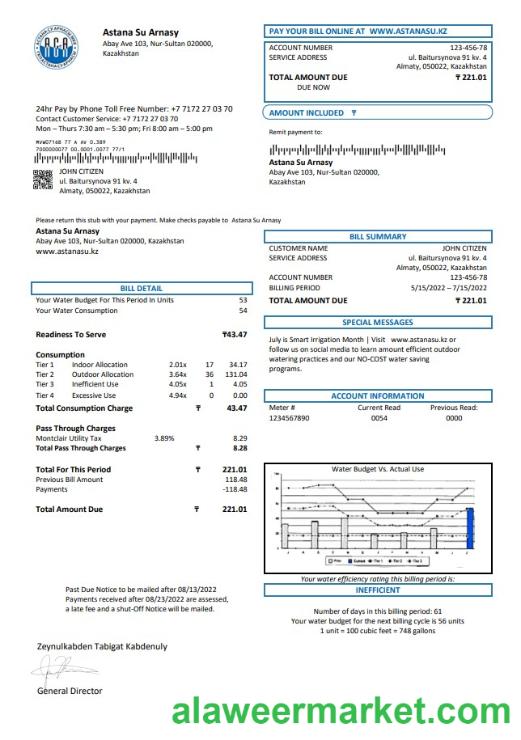 Astana Su Arnasy
Abay Ave 103, Nur-Sultan 020000,
Kazakhstan
PAY YOUR BILL ONLINE AT WWW.ASTANASU.KZ
ACCOUNT NUMBER 123-456-78
SERVICE ADDRESS ul. Baitursynova 91 kv. 4
Almaty, 050022, Kazakhstan
TOTAL AMOUNT DUE ₸ 221.01
DUE NOW
AMOUNT INCLUDED ₸
24hr Pay by Phone Toll Free Number: +7 7172 27 03 70
Contact Customer Service: +7 7172 27 03 70
Mon – Thurs 7:30 am – 5:30 pm; Fri 8:00 am – 5:00 pm
Remit payment to:
7000000077 00.0001.0077 77/1
JOHN CITIZEN
ul. Baitursynova 91 kv. 4
Almaty, 050022, Kazakhstan
Astana Su Arnasy
Abay Ave 103, Nur-Sultan 020000,
Kazakhstan
Please return this stub with your payment. Make checks payable to Astana Su Arnasy
Astana Su Arnasy
Abay Ave 103, Nur-Sultan 020000, Kazakhstan
www.astanasu.kz
BILL SUMMARY
CUSTOMER NAME JOHN CITIZEN
SERVICE ADDRESS ul. Baitursynova 91 kv. 4
Almaty, 050022, Kazakhstan
ACCOUNT NUMBER 123-456-78
BILLING PERIOD 5/15/2022 – 7/15/2022
TOTAL AMOUNT DUE ₸ 221.01
BILL DETAIL
Your Water Budget For This Period In Units 53
Your Water Consumption 54
Readiness To Serve ₸43.47
Consumption
Tier 1 Indoor Allocation 2.01x 17 34.17
Tier 2 Outdoor Allocation 3.64x 36 131.04
Tier 3 Inefficient Use 4.05x 1 4.05
Tier 4 Excessive Use 4.94x 0 0.00
Total Consumption Charge ₸ 43.47
Pass Through Charges
Montclair Utility Tax 3.89% 8.29
Total Pass Through Charges ₸ 8.28
Total For This Period ₸ 221.01
Previous Bill Amount 118.48
Payments -118.48
Total Amount Due ₸ 221.01
SPECIAL MESSAGES
July is Smart Irrigation Month | Visit www.astanasu.kz or
follow us on social media to learn amount efficient outdoor
watering practices and our NO-COST water saving
programs.
ACCOUNT INFORMATION
Meter # Current Read Previous Read:
1234567890 0054 0000
Water Budget Vs. Actual Use
Your water efficiency rating this billing period is:
INEFFICIENT
Number of days in this billing period: 61
Your water budget for the next billing cycle is 56 units
1 unit = 100 cubic feet = 748 gallons
Past Due Notice to be mailed after 08/13/2022
Payments received after 08/23/2022 are assessed,
a late fee and a shut-Off Notice will be mailed.
Zeynulkabden Tabigat Kabdenuly
General Director
alaweermarket.com